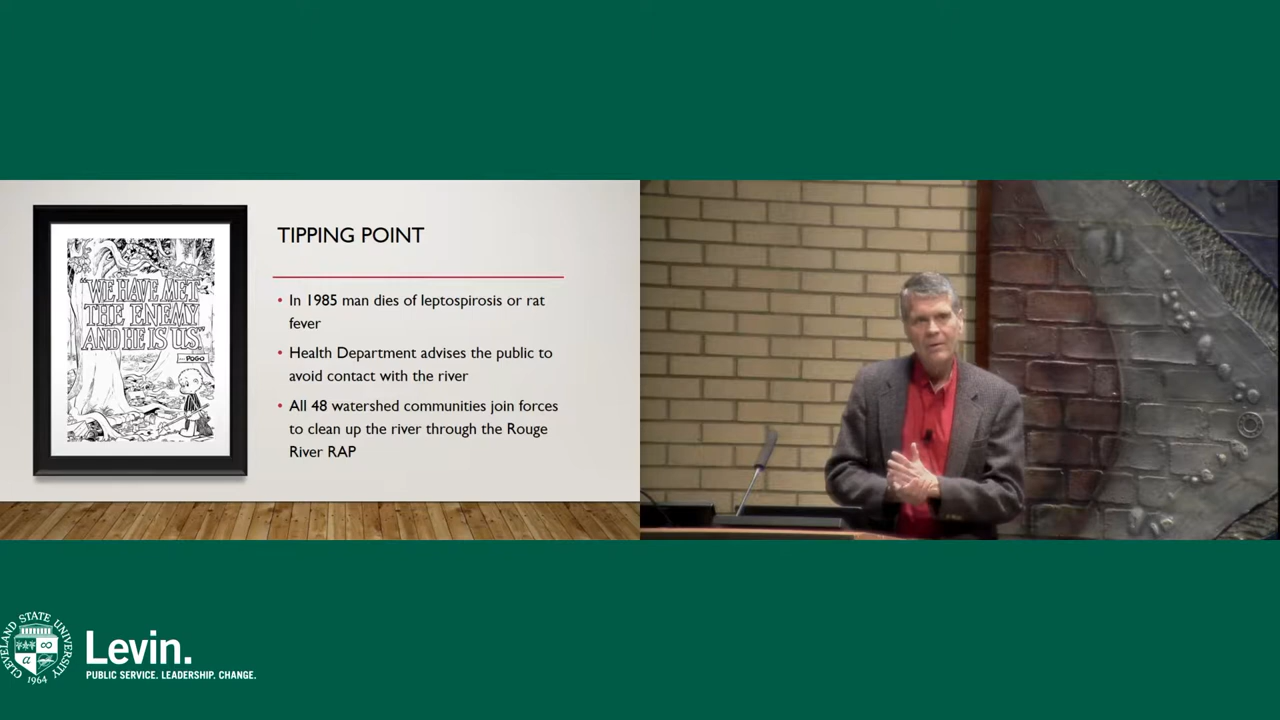 TIPPING POINT
"WE HAVE MET
THE ENEMY
AND HE IS US"
POGO
• In 1985 man dies of leptospirosis or rat
fever
• Health Department advises the public to
avoid contact with the river
• All 48 watershed communities join forces
to clean up the river through the Rouge
River RAP
CLEVELAND STATE UNIVERSITY
1964
Levin.
PUBLIC SERVICE. LEADERSHIP. CHANGE.